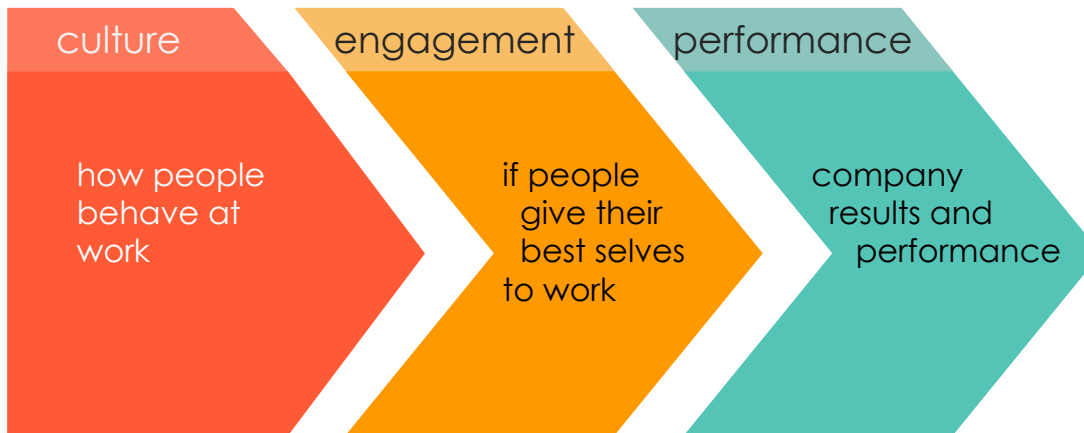 culture
how people
behave at
work
engagement
if people
give their
best selves
to work
performance
company
results and
performance